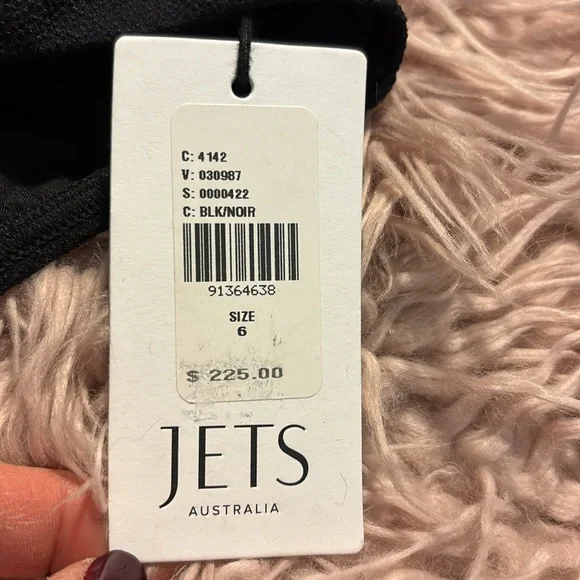 C: 4142
V: 030987
S: 0000422
C: BLK/NOIR
91364638
SIZE
6
$ 225.00
JETS
AUSTRALIA